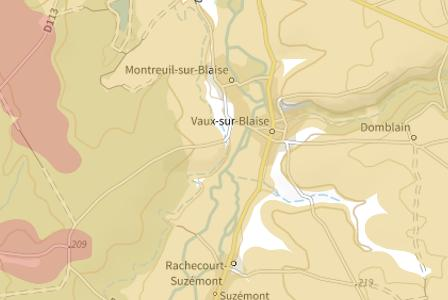 D113
Montreuil-sur-Blaise
Vaux-sur-Blaise
Domblain
209
Rachecourt-
Suzémont
219
Suzémont